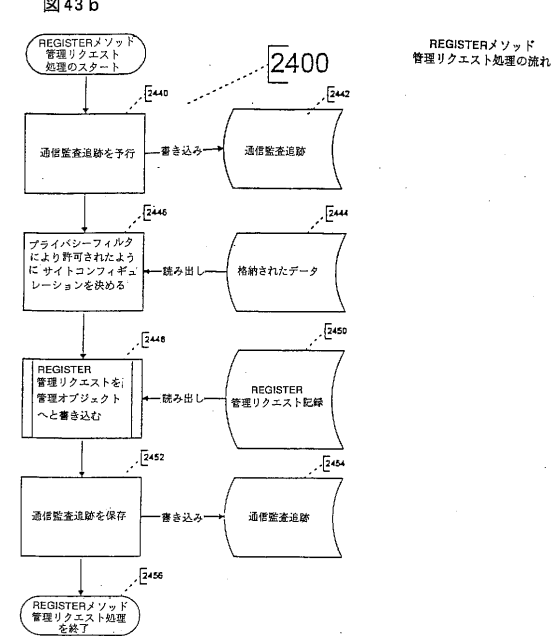 図43b
REGISTERメソッド
管理リクエスト
処理のスタート
2400
REGISTERメソッド
管理リクエスト処理の流れ
2440
通信監査追跡を予行
書き込み
2442
通信監査追跡
2446
プライバシーフィルタ
により許可されたよう
に サイトコンフィギュ
レーションを決める
読み出し
2444
格納されたデータ
2448
REGISTER
管理リクエストを
管理オブジェクト
へと書き込む
読み出し
2450
REGISTER
管理リクエスト記録
2452
通信監査追跡を保存
書き込み
2454
通信監査追跡
2456
REGISTERメソッド
管理リクエスト処理
を終了